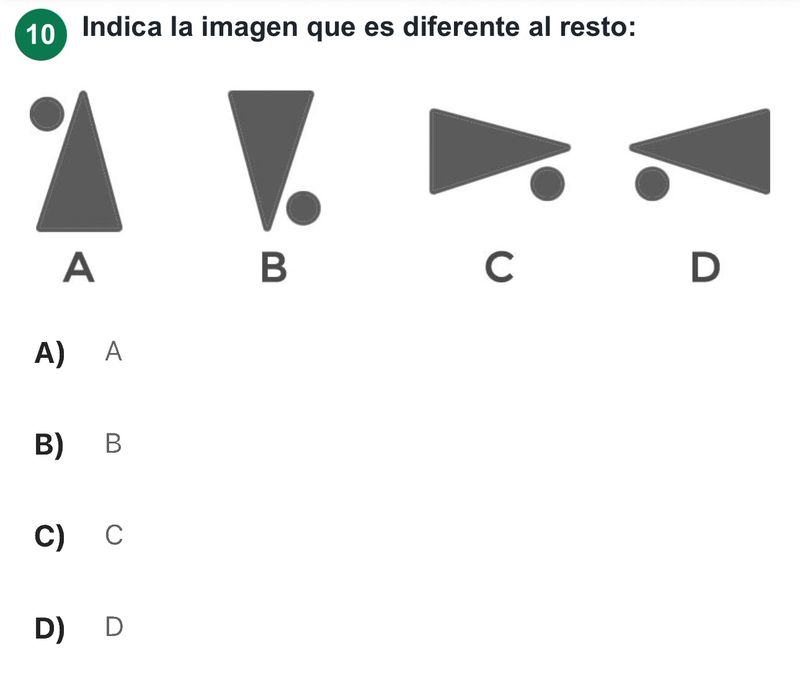 10 Indica la imagen que es diferente al resto:
A B C D
A) A
B) B
C) C
D) D